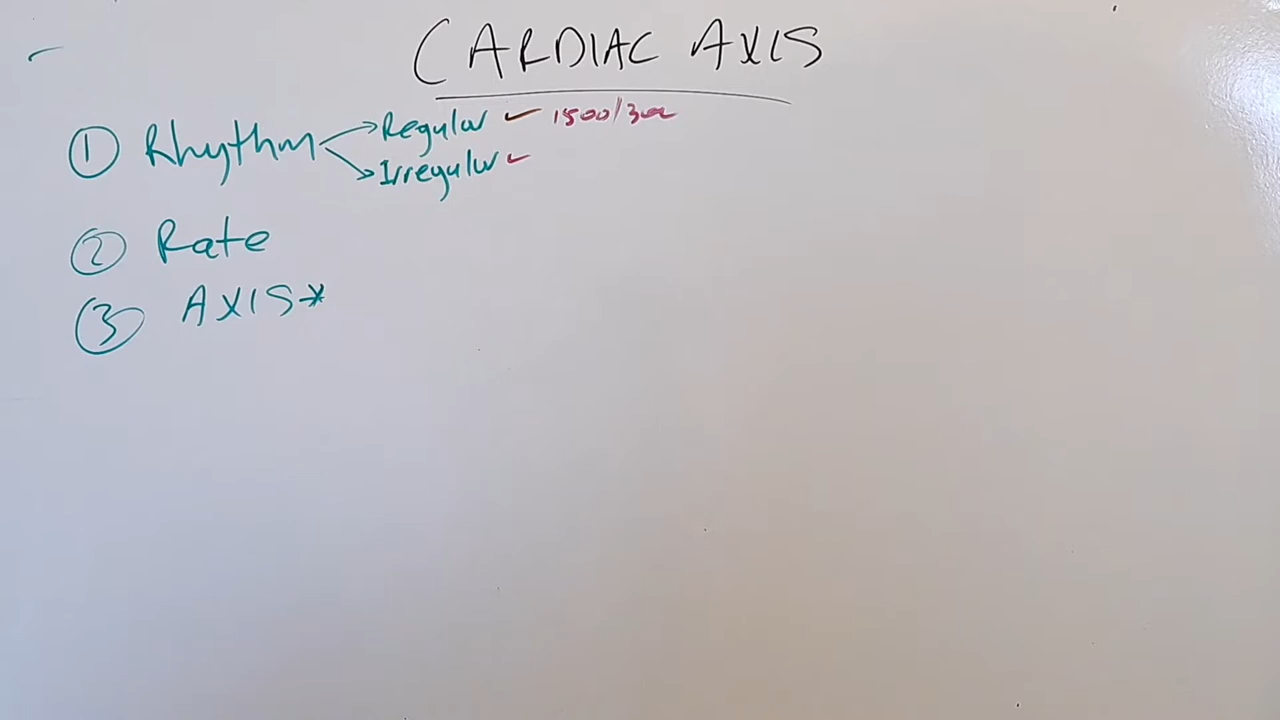 CARDIAC AXIS
① Rhythm → Regular ✓ 1500/300
→ Irregular ✓
② Rate
③ AXIS*